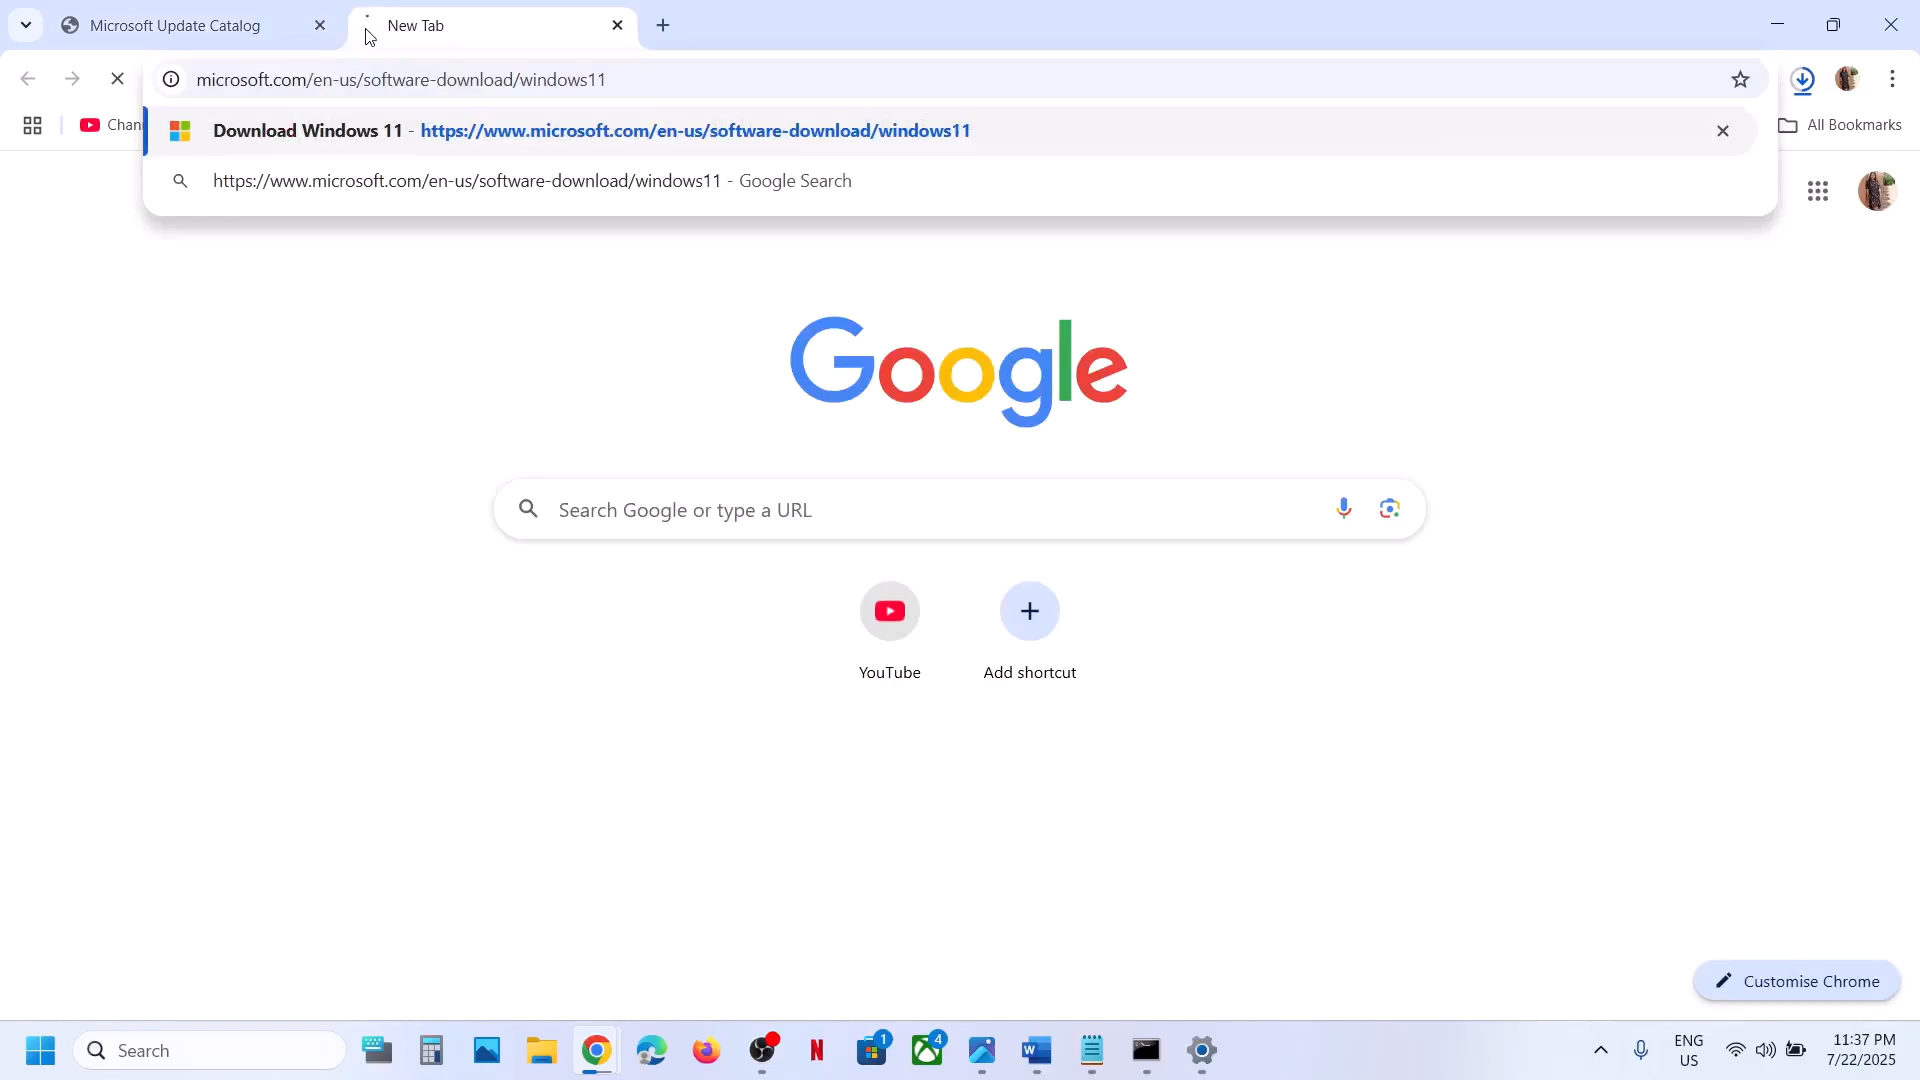 Microsoft Update Catalog
New Tab
microsoft.com/en-us/software-download/windows11
Chan
Download Windows 11 - https://www.microsoft.com/en-us/software-download/windows11
All Bookmarks
https://www.microsoft.com/en-us/software-download/windows11 - Google Search
Google
Search Google or type a URL
YouTube
Add shortcut
Customise Chrome
Search
1
4
ENG
US
11:37 PM
7/22/2025